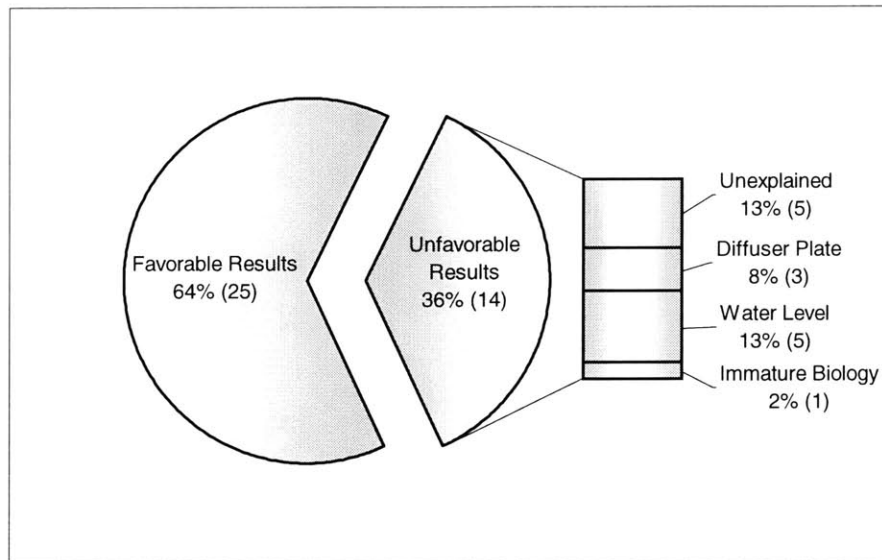 Favorable Results
64% (25)
Unfavorable
Results
36% (14)
Unexplained
13% (5)
Diffuser Plate
8% (3)
Water Level
13% (5)
Immature Biology
2% (1)